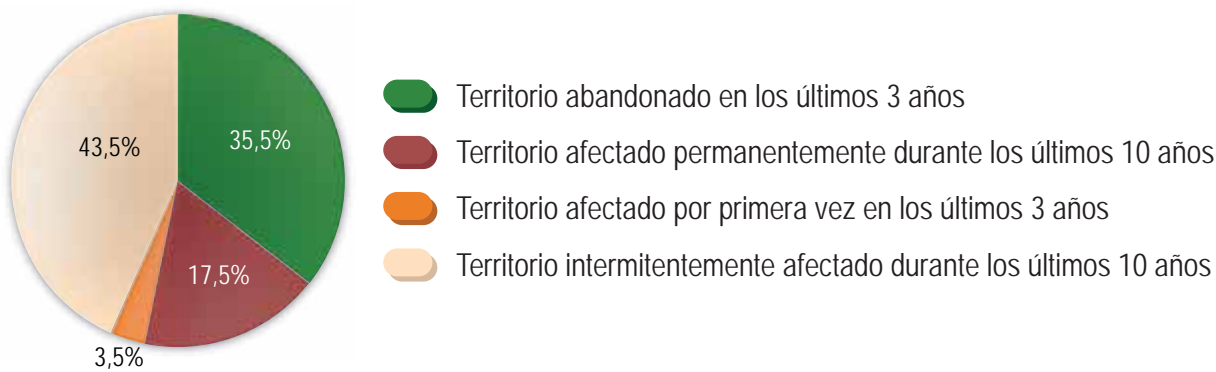 43,5%
35,5%
17,5%
3,5%
Territorio abandonado en los últimos 3 años
Territorio afectado permanentemente durante los últimos 10 años
Territorio afectado por primera vez en los últimos 3 años
Territorio intermitentemente afectado durante los últimos 10 años